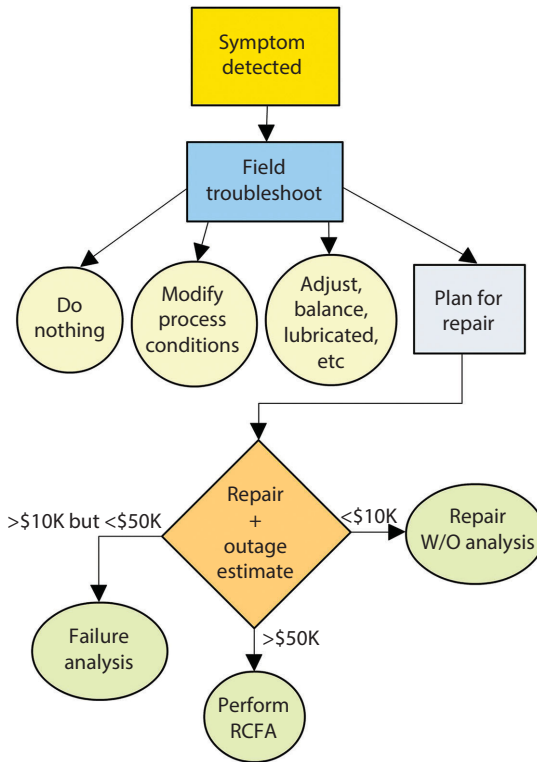 Symptom
detected
Field
troubleshoot
Do
nothing
Modify
process
conditions
Adjust,
balance,
lubricated,
etc
Plan for
repair
Repair
+
outage
estimate
>$10K but <$50K
<$10K
Repair
W/O analysis
Failure
analysis
>$50K
Perform
RCFA